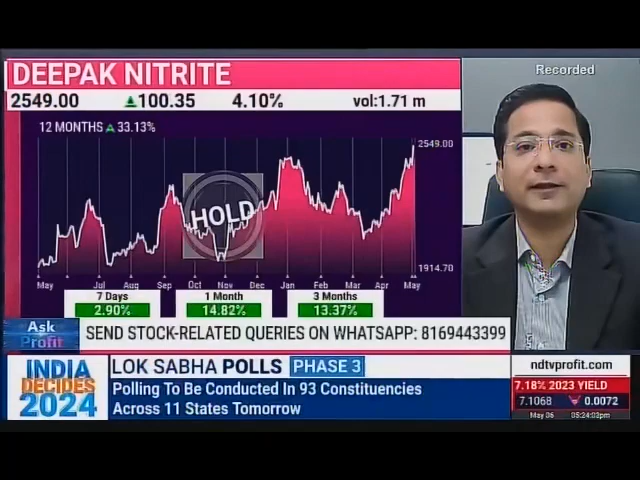 Recorded
DEEPAK NITRITE
2549.00 ▲100.35 4.10% vol:1.71 m
12 MONTHS ▲ 33.13%
2549.00
HOLD
1914.70
May Jul Aug Sep Oct Nov Dec Jan Feb Mar Apr May
7 Days 1 Month 3 Months
2.90% 14.82% 13.37%
Ask
Profit
SEND STOCK-RELATED QUERIES ON WHATSAPP: 8169443399
INDIA
DECIDES
2024
LOK SABHA POLLS PHASE 3
Polling To Be Conducted In 93 Constituencies
Across 11 States Tomorrow
ndtvprofit.com
7.18% 2023 YIELD
7.1068 ▼ 0.0072
May 06 05:24:02pm